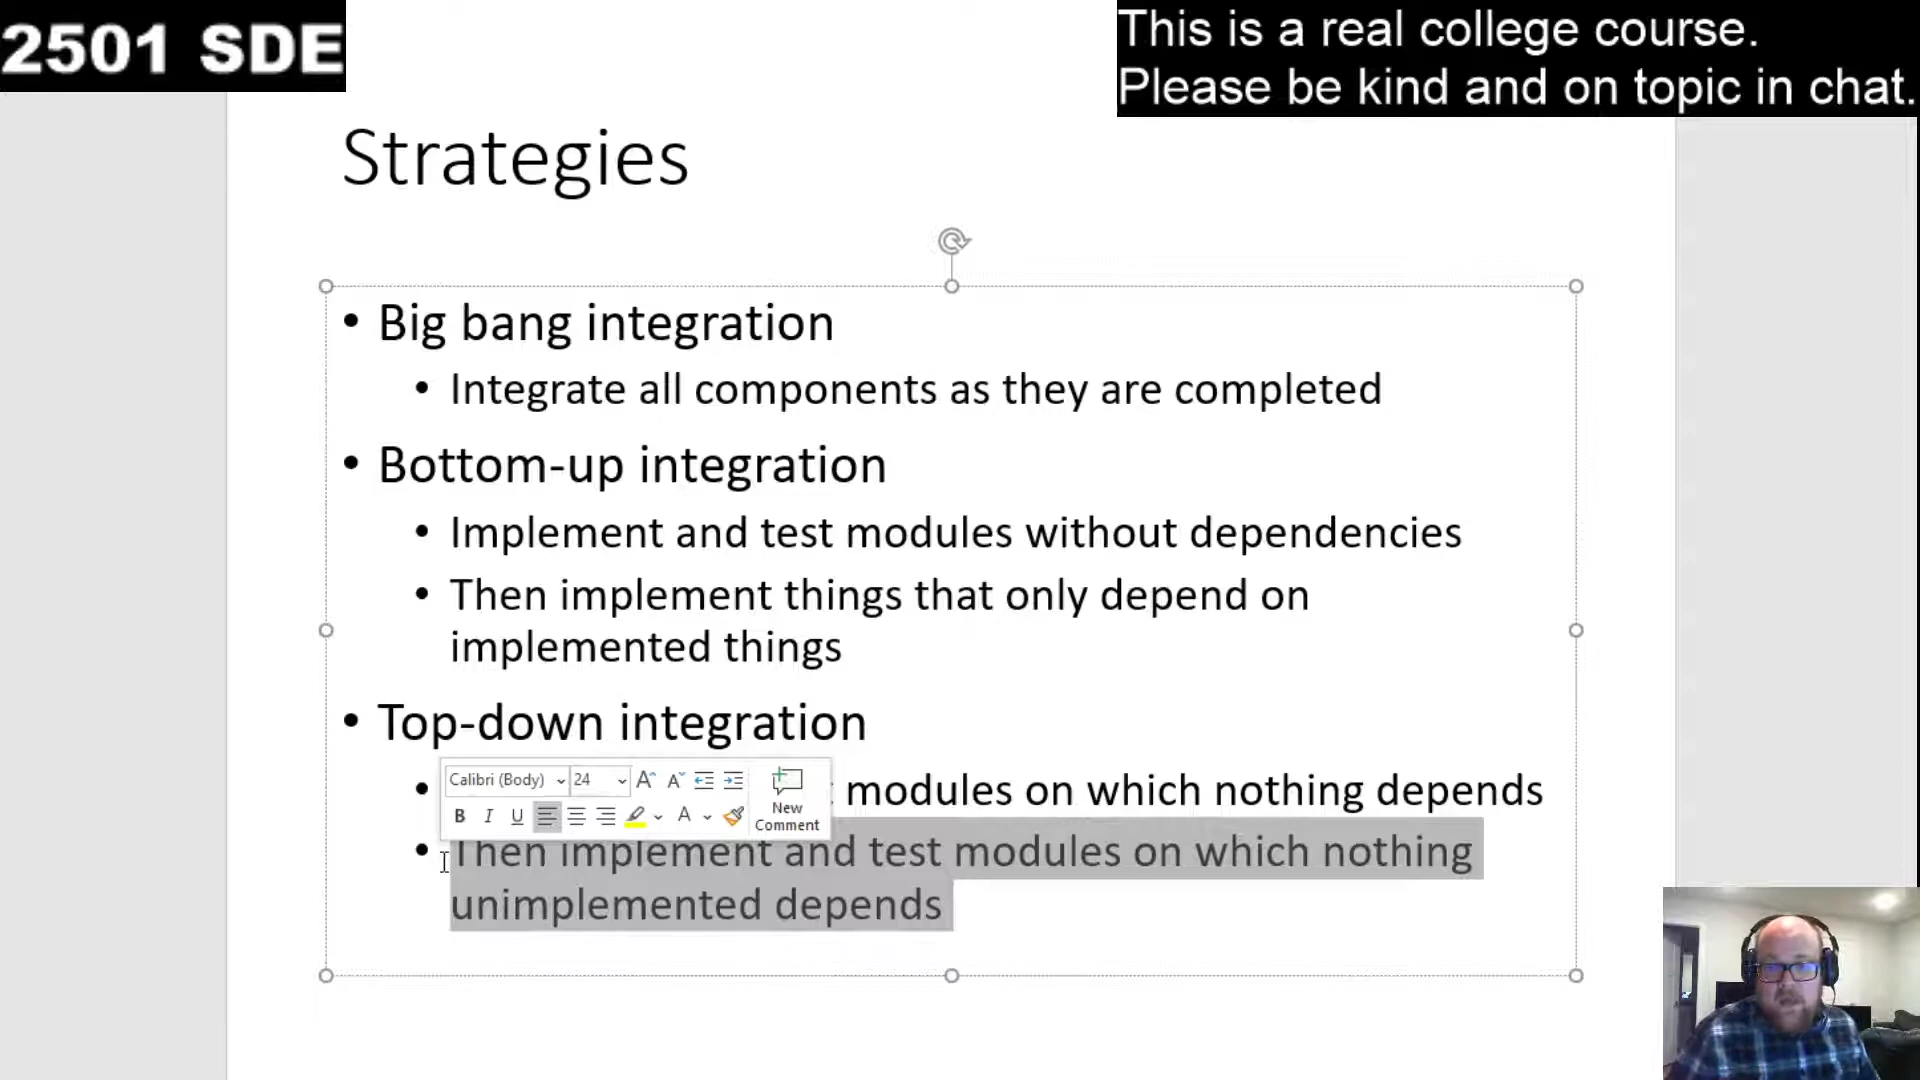 2501 SDE
This is a real college course.
Please be kind and on topic in chat.
Strategies
• Big bang integration
• Integrate all components as they are completed
• Bottom-up integration
• Implement and test modules without dependencies
• Then implement things that only depend on
implemented things
• Top-down integration
• modules on which nothing depends
Calibri (Body) 24
B I U A
New
Comment
• Then implement and test modules on which nothing
unimplemented depends